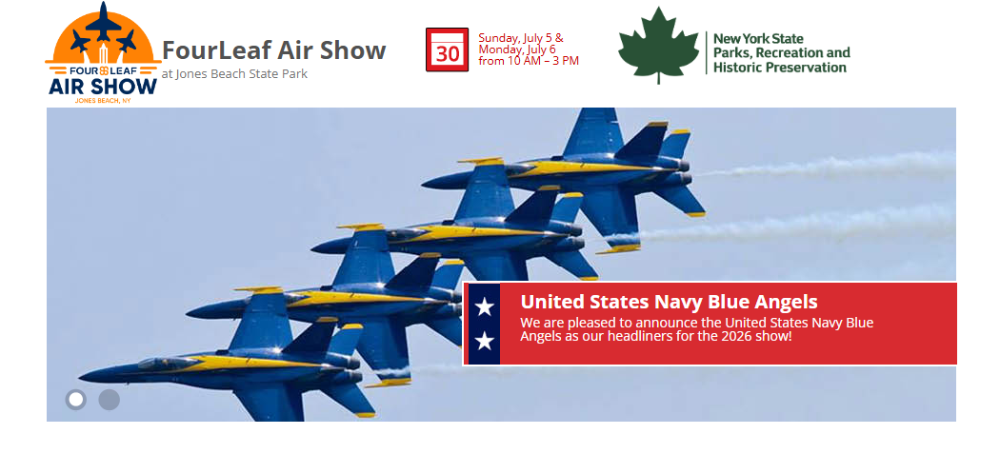 FOUR LEAF
AIR SHOW
JONES BEACH, NY
FourLeaf Air Show
at Jones Beach State Park
30
Sunday, July 5 &
Monday, July 6
from 10 AM – 3 PM
New York State
Parks, Recreation and
Historic Preservation
United States Navy Blue Angels
We are pleased to announce the United States Navy Blue
Angels as our headliners for the 2026 show!